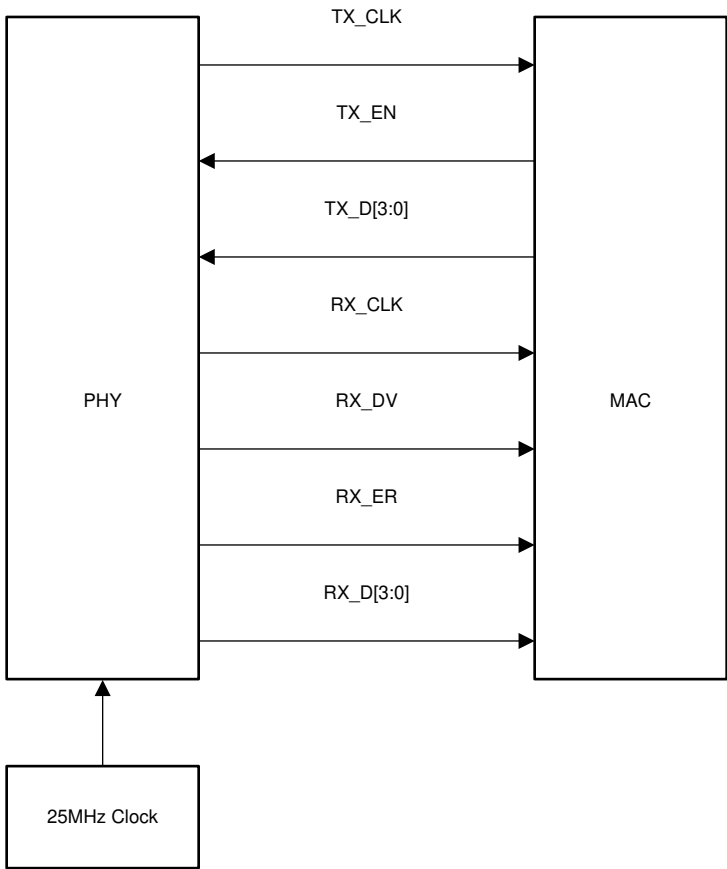 TX_CLK
TX_EN
TX_D[3:0]
RX_CLK
PHY
RX_DV
MAC
RX_ER
RX_D[3:0]
25MHz Clock